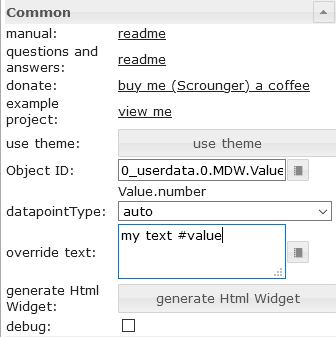 Common
manual: readme
questions and
answers: readme
donate: buy me (Scrounger) a coffee
example
project: view me
use theme: use theme
Object ID: 0_userdata.0.MDW.Value
Value.number
datapointType: auto
override text: my text #value
generate Html
Widget: generate Html Widget
debug: